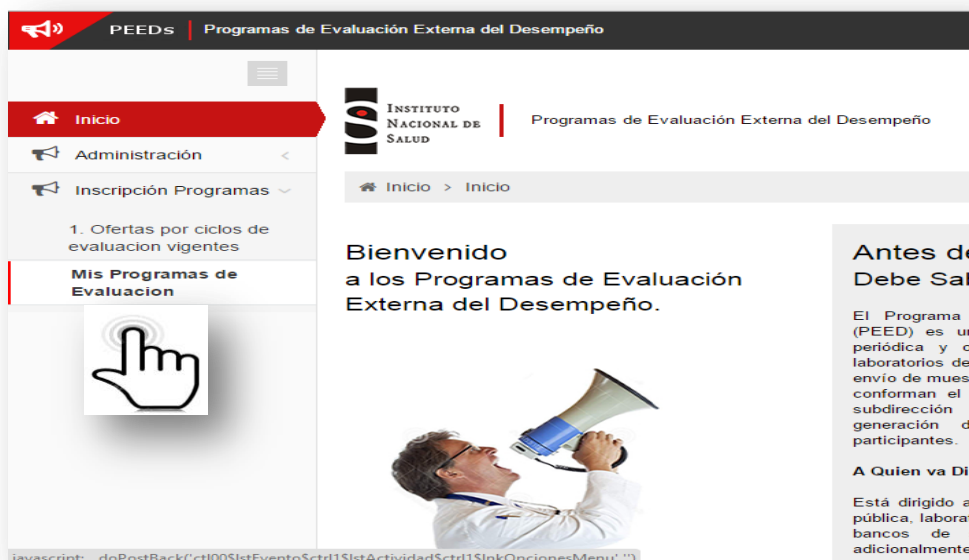 PEEDs Programas de Evaluación Externa del Desempeño
Inicio
Administración
Inscripción Programas
1. Ofertas por ciclos de
evaluacion vigentes
Mis Programas de
Evaluacion
INSTITUTO
NACIONAL DE
SALUD
Programas de Evaluación Externa del Desempeño
Inicio > Inicio
Bienvenido
a los Programas de Evaluación
Externa del Desempeño.
Antes de
Debe Sal
El Programa
(PEED) es u
periódica y
laboratorios de
envío de mues
conforman el
subdirección
generación d
participantes.
A Quien va Di
Está dirigido a
pública, labora
bancos de
adicionalmente
javascript:__doPostBack('ctl00$lstEvento$ctrl1$lstActividad$ctrl1$lnkOpcionesMenu','')